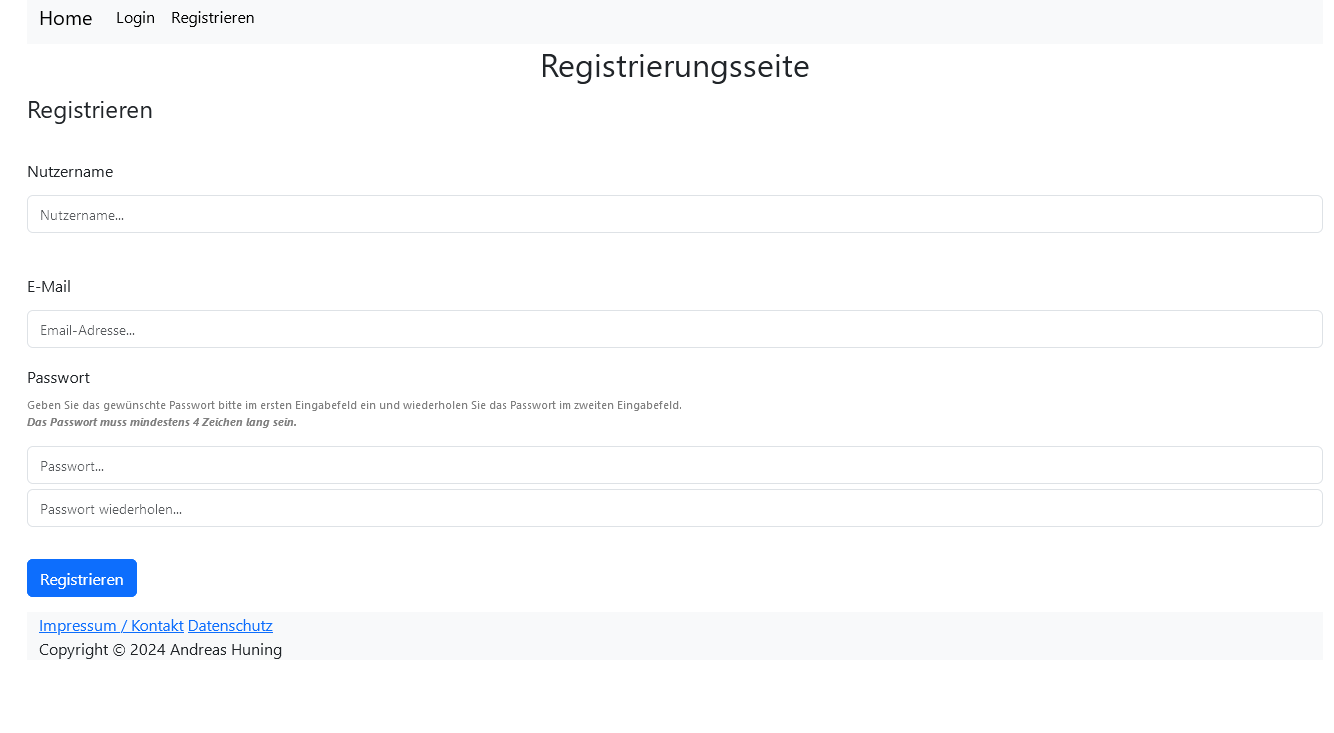 Home Login Registrieren
Registrierungsseite
Registrieren
Nutzername
Nutzername...
E-Mail
Email-Adresse...
Passwort
Geben Sie das gewünschte Passwort bitte im ersten Eingabefeld ein und wiederholen Sie das Passwort im zweiten Eingabefeld.
Das Passwort muss mindestens 4 Zeichen lang sein.
Passwort...
Passwort wiederholen...
Registrieren
Impressum / Kontakt Datenschutz
Copyright © 2024 Andreas Huning